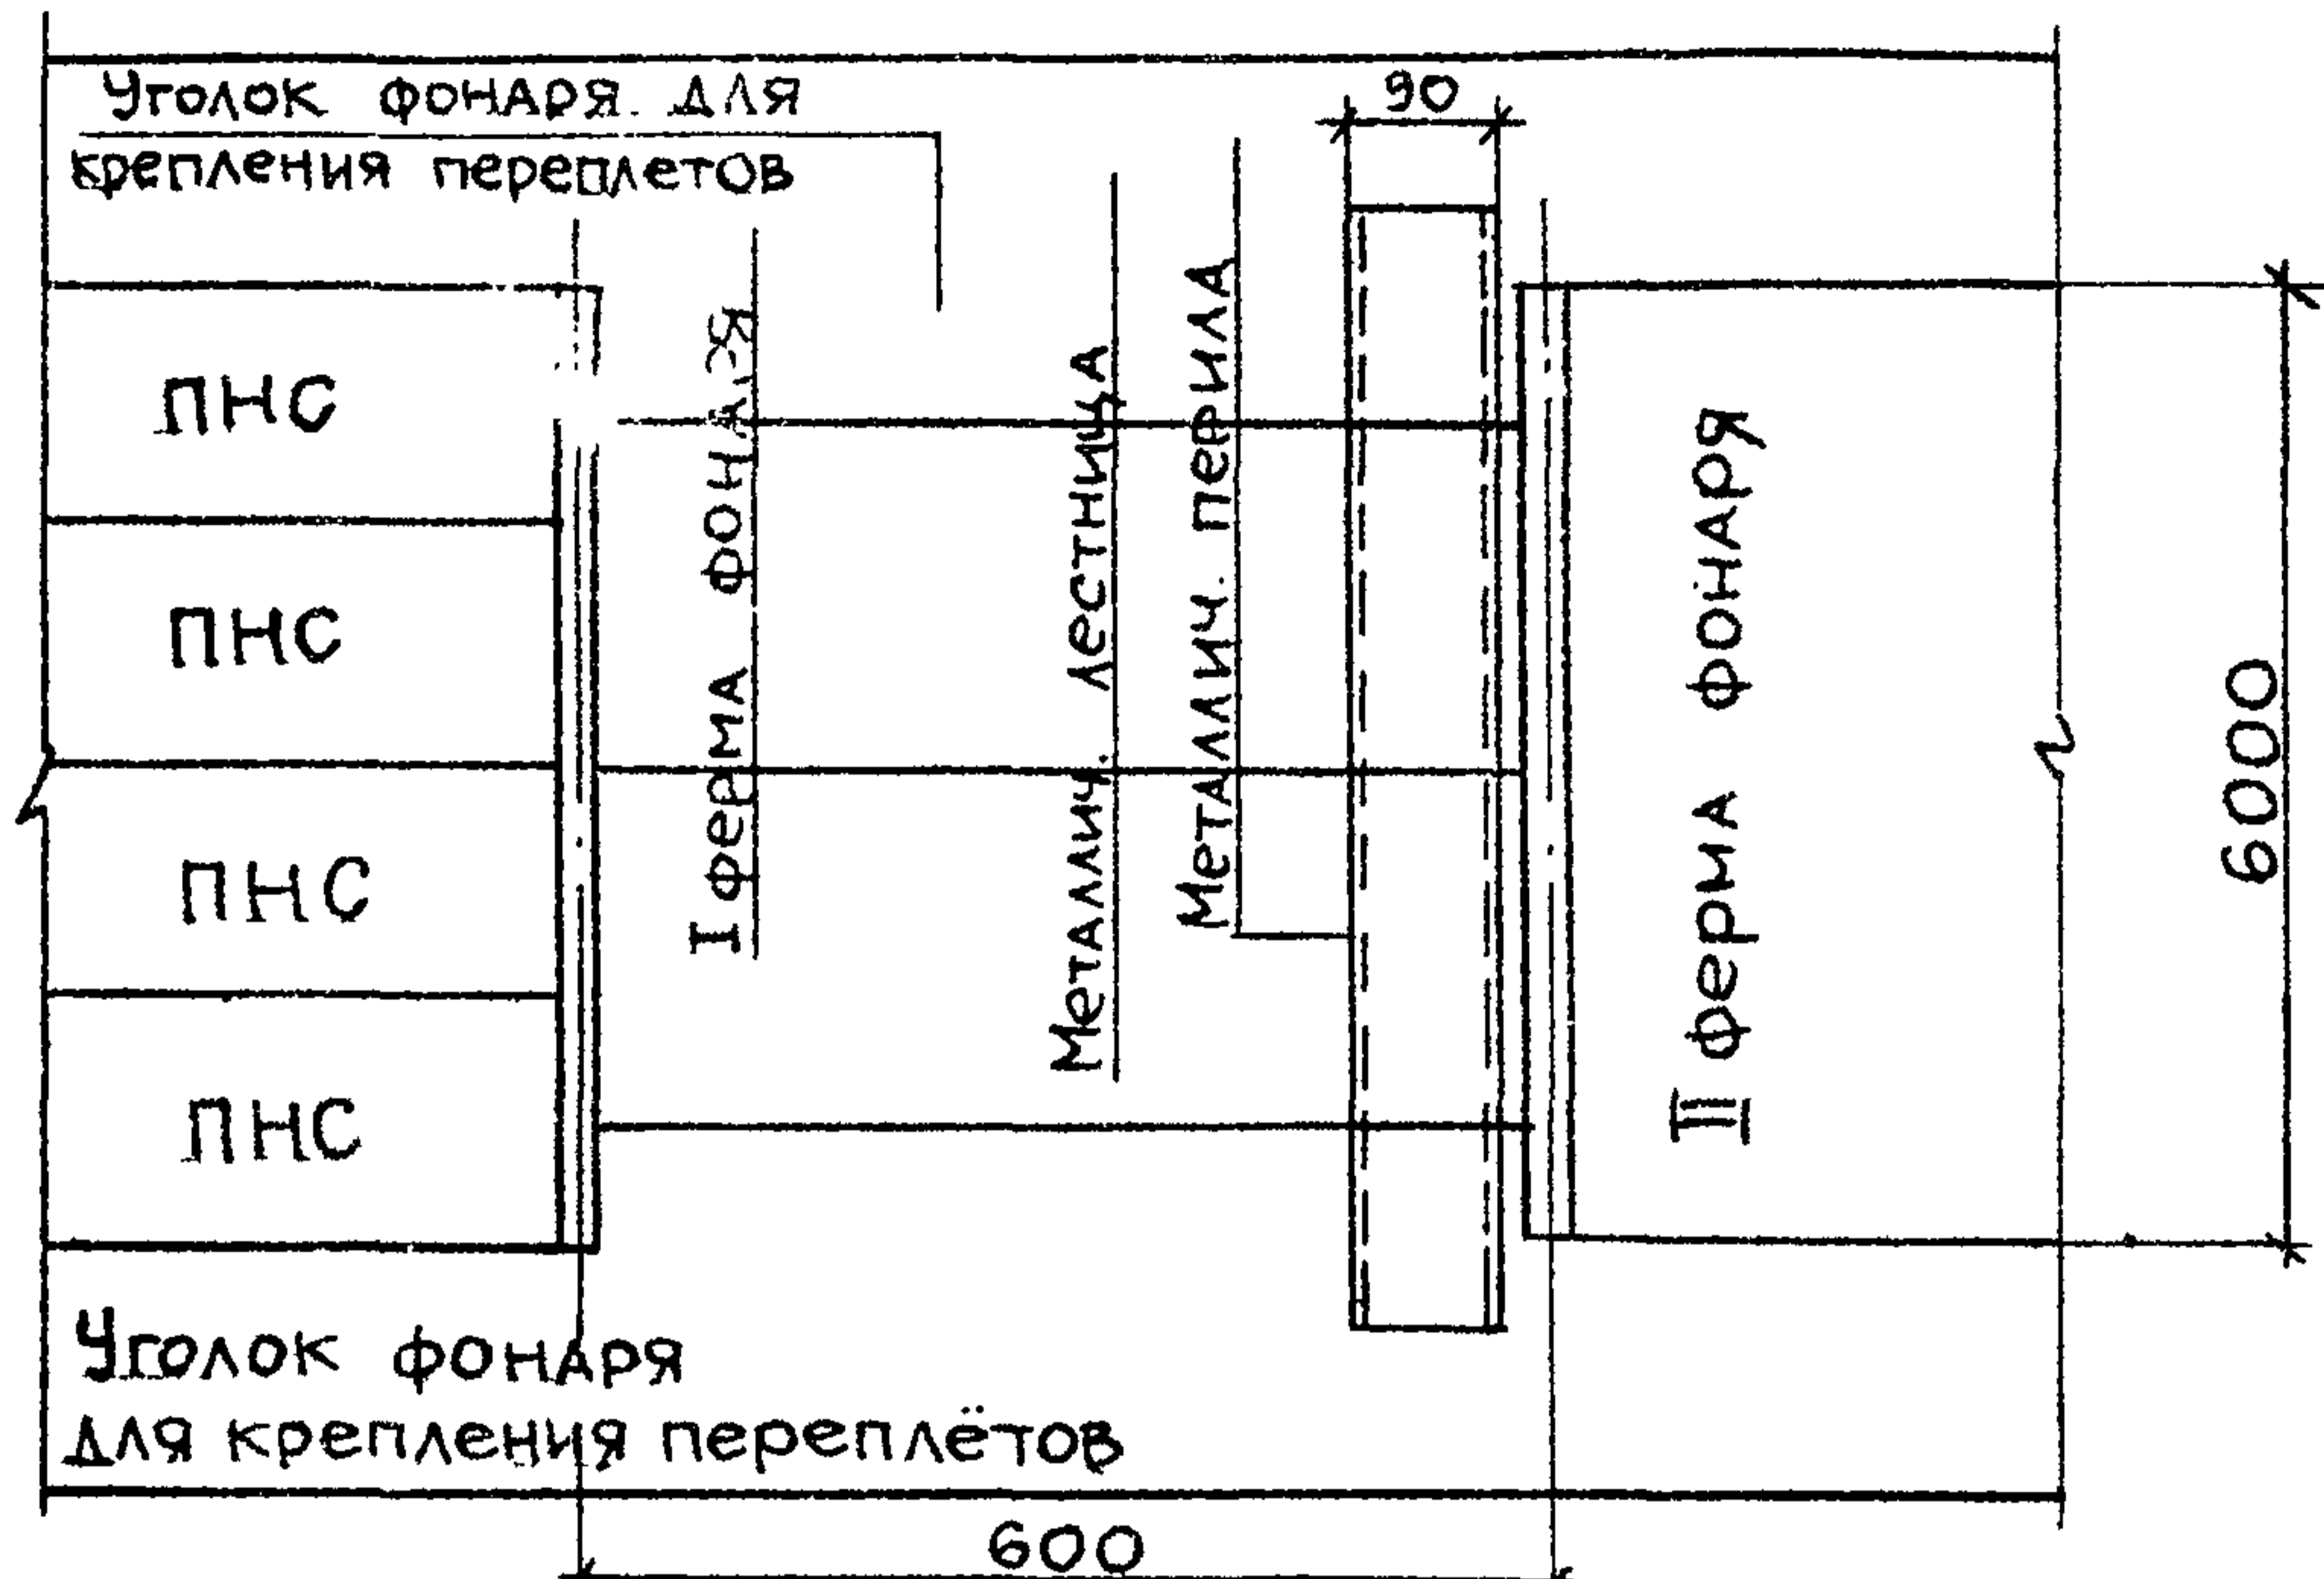 Уголок фонаря для
крепления переплетов
90
ПНС
ПНС
ПНС
ПНС
I ферма фонаря
Металлич. лестница
Металлич. перила
II ферма фонаря
6000
Уголок фонаря
для крепления переплётов
600